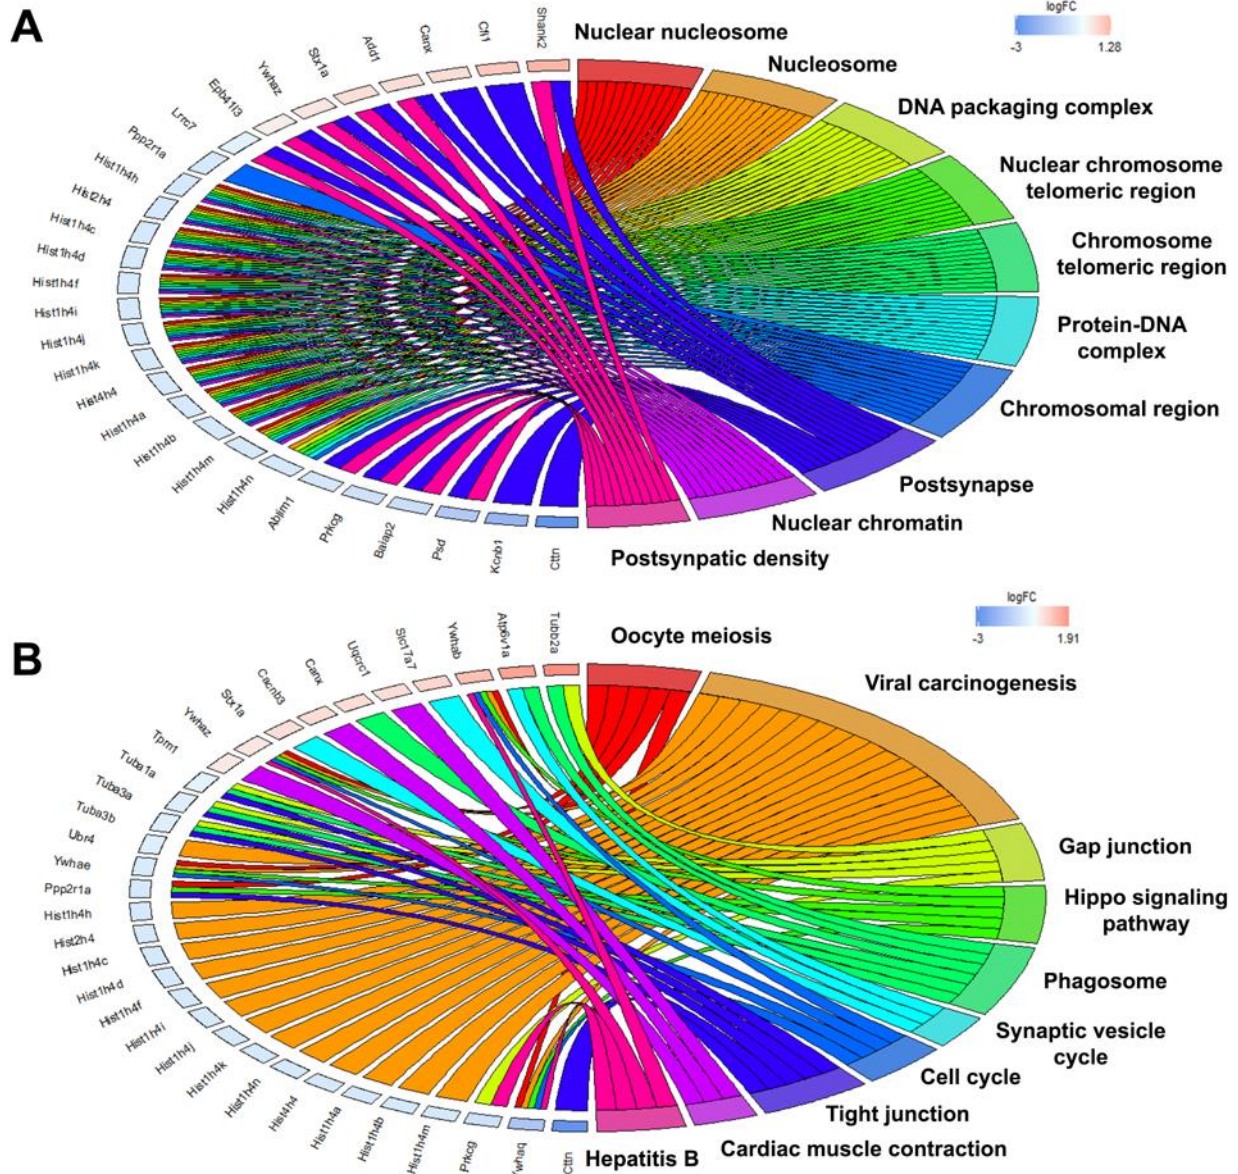 A
logFC
-3
1.28
Shank2
Cfl1
Canx
Add1
Stx1a
Ywhaz
Epb41l3
Lrrc7
Ppp2r1a
Hist1h4h
Hist2h4
Hist1h4c
Hist1h4d
Hist1h4f
Hist1h4i
Hist1h4j
Hist1h4k
Hist4h4
Hist1h4a
Hist1h4b
Hist1h4m
Hist1h4n
Ablim1
Prkcg
Baiap2
Psd
Kcnb1
Cttn
Nuclear nucleosome
Nucleosome
DNA packaging complex
Nuclear chromosome
telomeric region
Chromosome
telomeric region
Protein-DNA
complex
Chromosomal region
Postsynapse
Nuclear chromatin
Postsynpatic density
B
logFC
-3
1.91
Tubb2a
Atp6v1a
Ywhab
Slc17a7
Uqcrc1
Canx
Cacnb3
Stx1a
Ywhaz
Tpm1
Tuba1a
Tuba3a
Tuba3b
Ubr4
Ywhae
Ppp2r1a
Hist1h4h
Hist2h4
Hist1h4c
Hist1h4d
Hist1h4f
Hist1h4i
Hist1h4j
Hist1h4k
Hist1h4n
Hist4h4
Hist1h4a
Hist1h4b
Hist1h4m
Prkcg
Ywhaq
Cttn
Oocyte meiosis
Viral carcinogenesis
Gap junction
Hippo signaling
pathway
Phagosome
Synaptic vesicle
cycle
Cell cycle
Tight junction
Cardiac muscle contraction
Hepatitis B